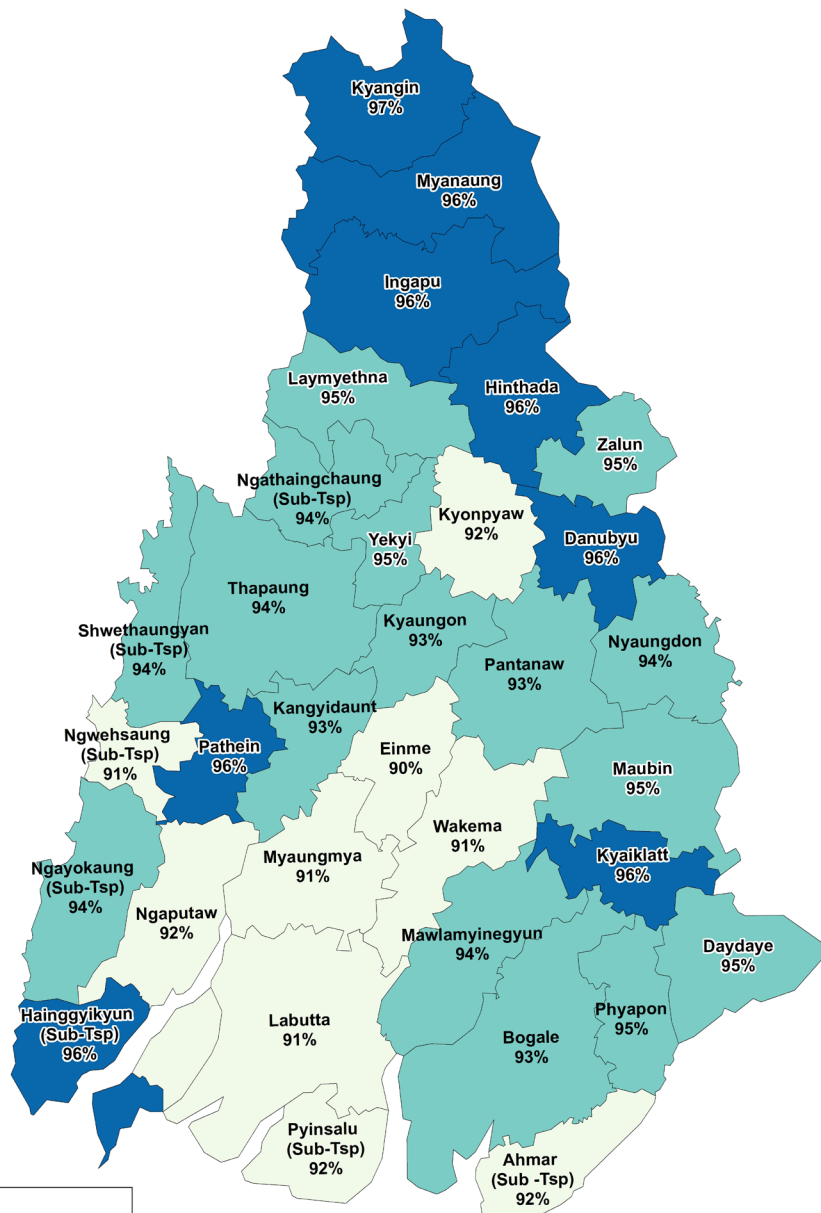 Kyangin
97%
Myanaung
96%
Ingapu
96%
Laymyethna
95%
Hinthada
96%
Zalun
95%
Ngathaingchaung
(Sub-Tsp)
94%
Kyonpyaw
92%
Yekyi
95%
Danubyu
96%
Thapaung
94%
Kyaungon
93%
Shwethaungyan
(Sub-Tsp)
94%
Pantanaw
93%
Nyaungdon
94%
Kangyidaunt
93%
Ngwehsaung
(Sub-Tsp)
91%
Pathein
96%
Einme
90%
Maubin
95%
Wakema
91%
Myaungmya
91%
Kyaiklatt
96%
Ngayokaung
(Sub-Tsp)
94%
Ngaputaw
92%
Mawlamyinegyun
94%
Daydaye
95%
Hainggyikyun
(Sub-Tsp)
96%
Labutta
91%
Phyapon
95%
Bogale
93%
Pyinsalu
(Sub-Tsp)
92%
Ahmar
(Sub -Tsp)
92%